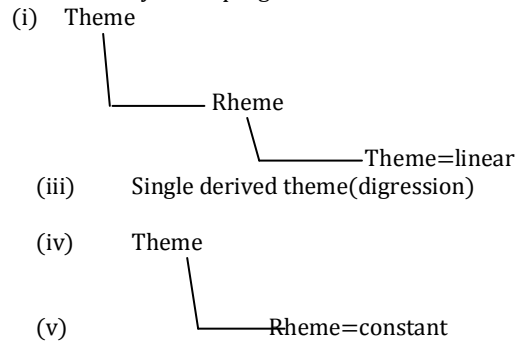 (i) Theme
Rheme
Theme=linear
(iii) Single derived theme(digression)
(iv) Theme
(v) Rheme=constant